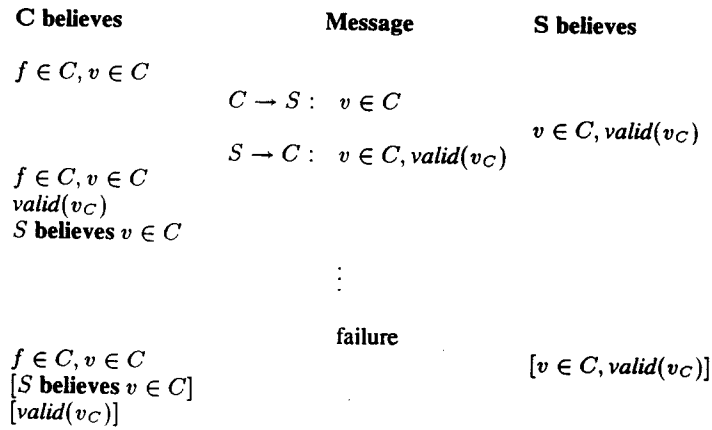 C believes Message S believes
f ∈ C, v ∈ C
C → S : v ∈ C
v ∈ C, valid(v_C)
S → C : v ∈ C, valid(v_C)
f ∈ C, v ∈ C
valid(v_C)
S believes v ∈ C
⋮
failure
f ∈ C, v ∈ C
[v ∈ C, valid(v_C)]
[S believes v ∈ C]
[valid(v_C)]